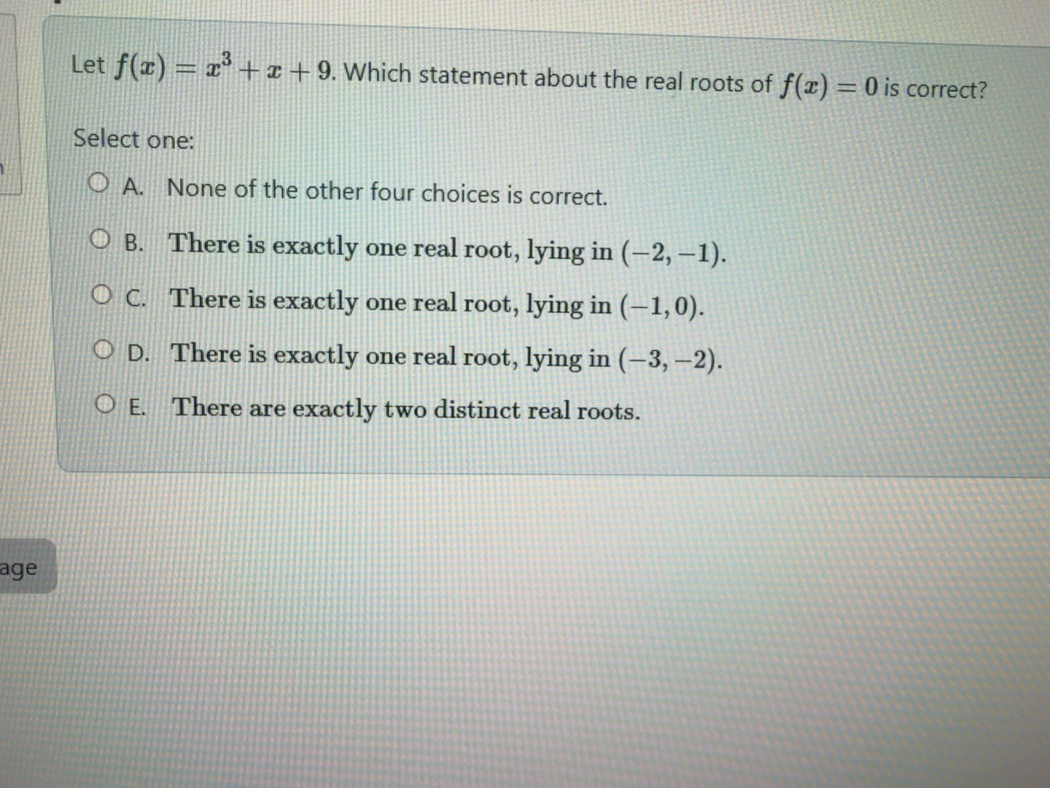 Let f(x) = x³ + x + 9. Which statement about the real roots of f(x) = 0 is correct?
Select one:
A. None of the other four choices is correct.
B. There is exactly one real root, lying in (−2, −1).
C. There is exactly one real root, lying in (−1, 0).
D. There is exactly one real root, lying in (−3, −2).
E. There are exactly two distinct real roots.
age